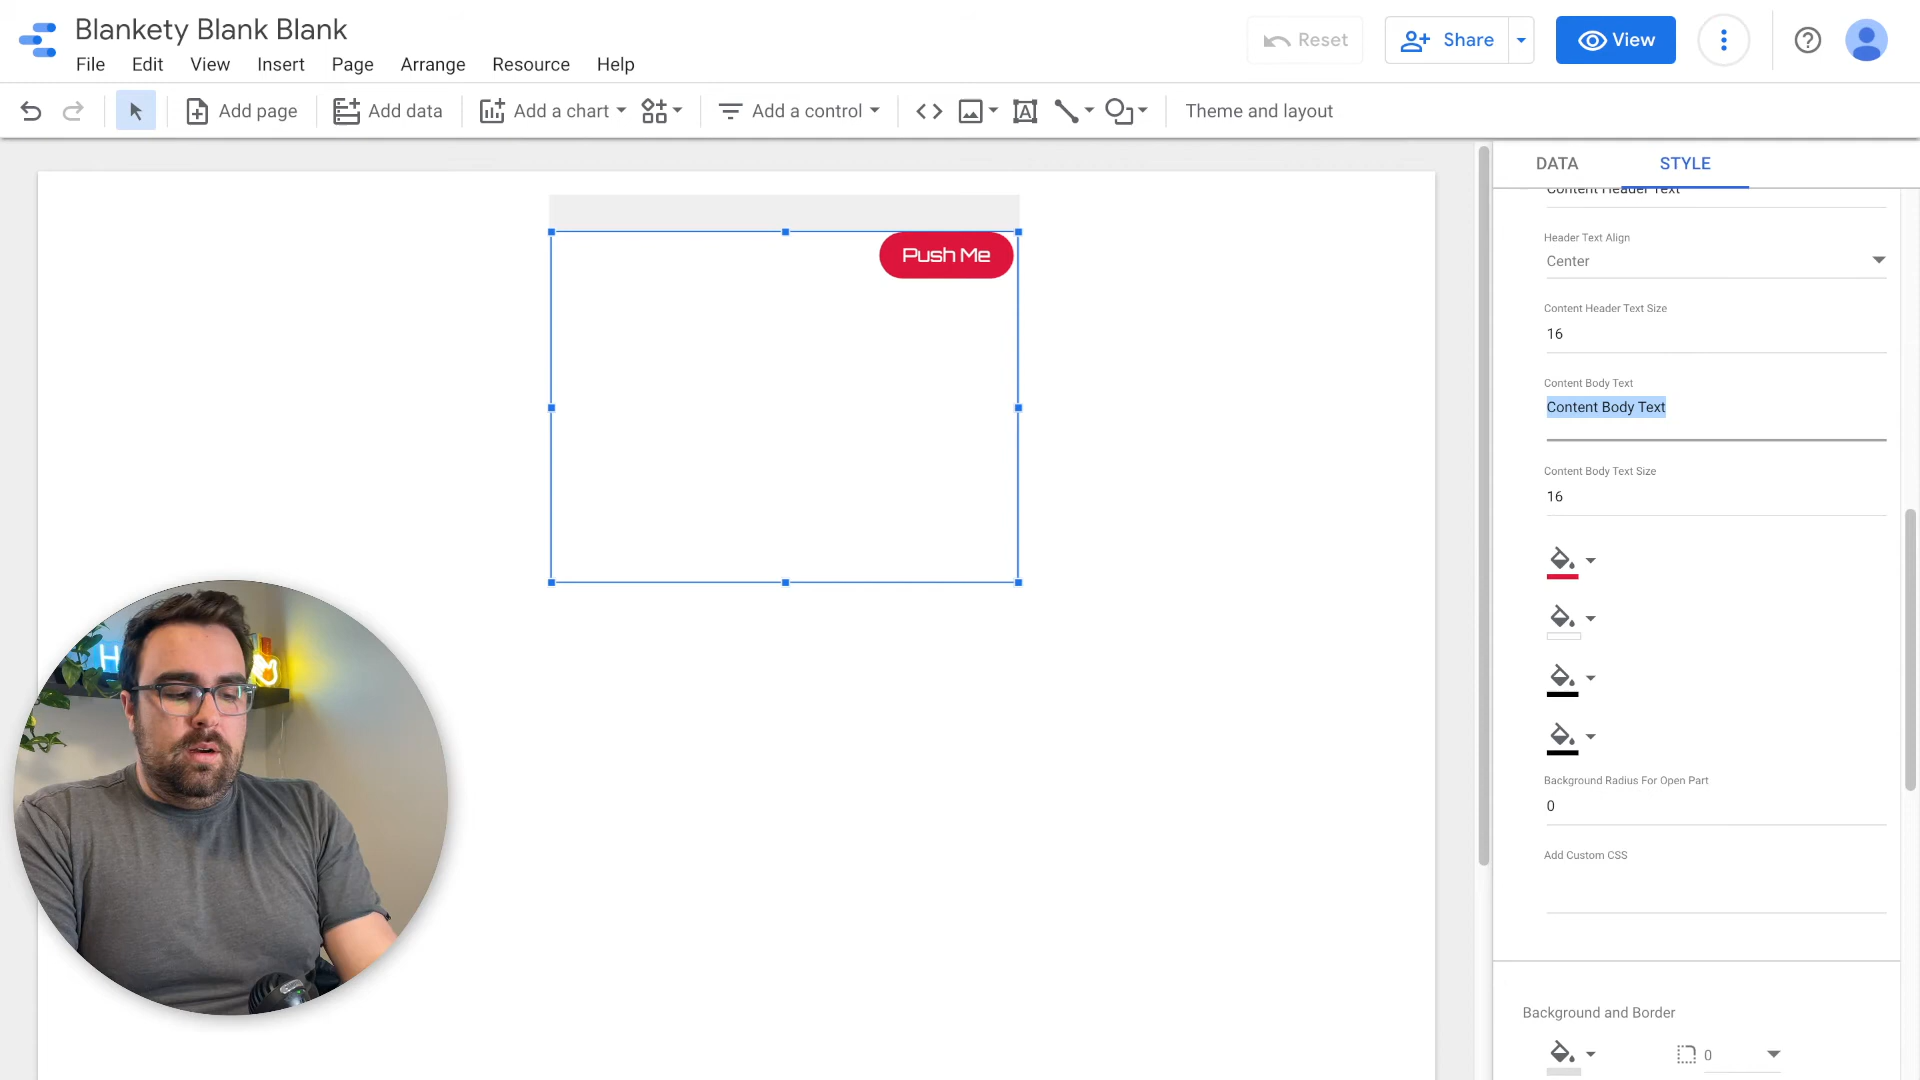 Blankety Blank Blank
File Edit View Insert Page Arrange Resource Help
Reset Share View
Add page Add data Add a chart Add a control Theme and layout
DATA STYLE
Content Header Text
Push Me
Header Text Align
Center
Content Header Text Size
16
Content Body Text
Content Body Text
Content Body Text Size
16
Background Radius For Open Part
0
Add Custom CSS
Background and Border
0